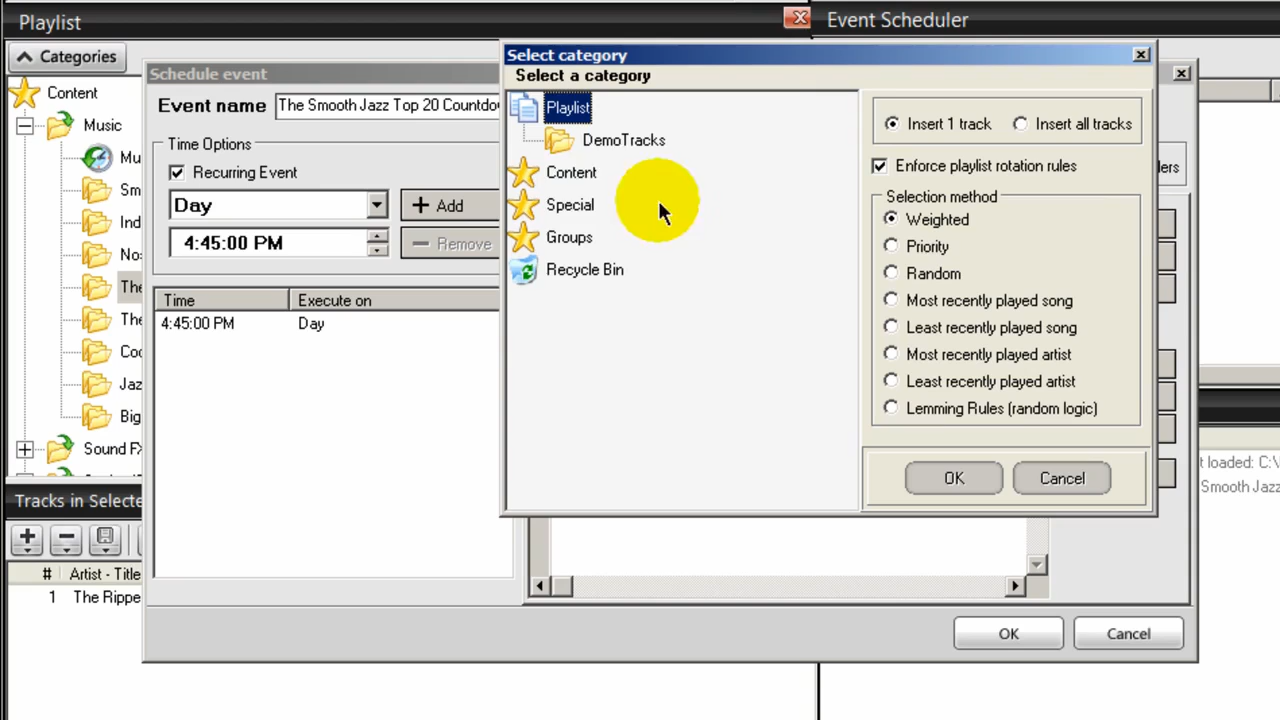 Playlist
Event Scheduler
Categories
Content
Music
Mu
Sm
Ind
The
The
Coo
Jaz
Big
Sound FX
Tracks in Selecte
# Artist - Title
1 The Rippe
Schedule event
Event name The Smooth Jazz Top 20 Countdo
Time Options
Recurring Event
Day
Add
4:45:00 PM
Remove
Time Execute on
4:45:00 PM Day
Select category
Select a category
Playlist
DemoTracks
Content
Special
Groups
Recycle Bin
Insert 1 track Insert all tracks
Enforce playlist rotation rules
Selection method
Weighted
Priority
Random
Most recently played song
Least recently played song
Most recently played artist
Least recently played artist
Lemming Rules (random logic)
OK Cancel
OK Cancel
ers
t loaded: C:\
Smooth Jazz